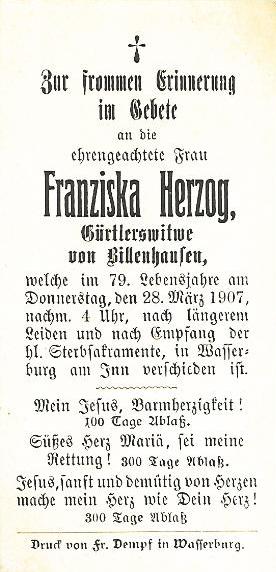 Zur frommen Erinnerung
im Gebete
an die
ehrengeachtete Frau
Franziska Herzog,
Gürtlerswitwe
von Billenhausen,
welche im 79. Lebensjahre am
Donnerstag, den 28. März 1907,
nachm. 4 Uhr, nach längerem
Leiden und nach Empfang der
hl. Sterbsakramente, in Wasser-
burg am Inn verschieden ist.
Mein Jesus, Barmherzigkeit!
100 Tage Ablaß.
Süßes Herz Mariä, sei meine
Rettung! 300 Tage Ablaß.
Jesus, sanft und demütig von Herzen
mache mein Herz wie Dein Herz!
300 Tage Ablaß
Druck von Fr. Dempf in Wasserburg.